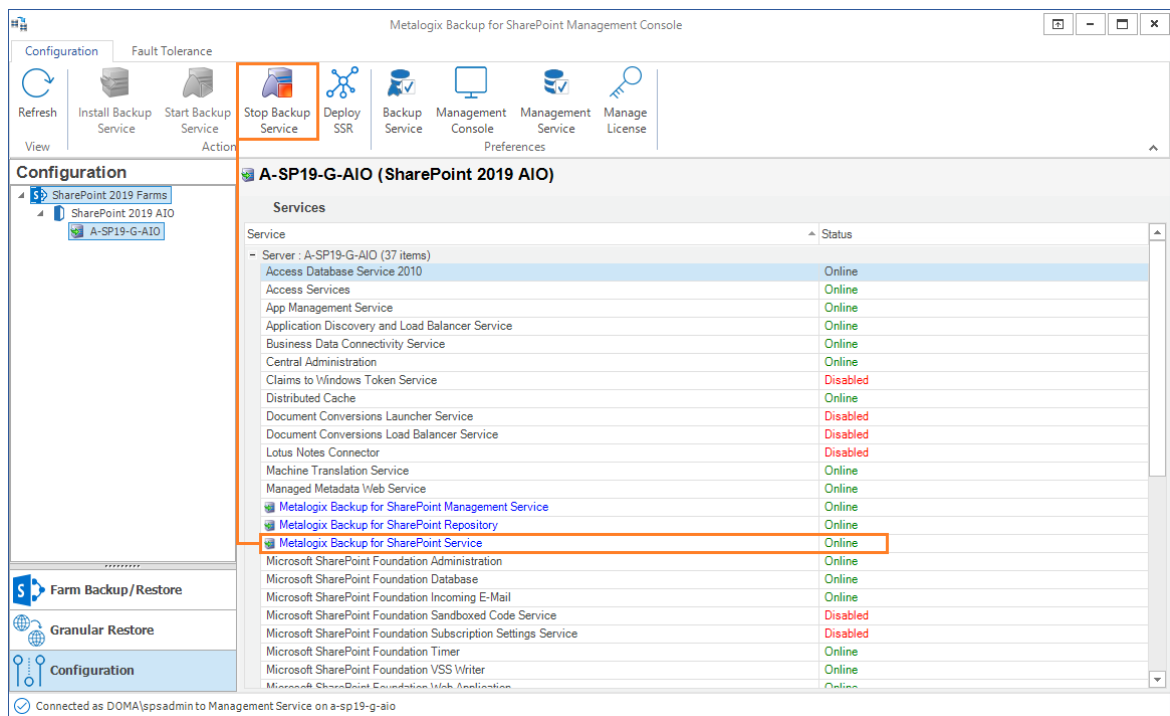 Metalogix Backup for SharePoint Management Console
Configuration Fault Tolerance
Refresh
Install Backup Service
Start Backup Service
Stop Backup Service
Deploy SSR
Backup Service
Management Console
Management Service
Manage License
View Action Preferences
Configuration
SharePoint 2019 Farms
SharePoint 2019 AIO
A-SP19-G-AIO
A-SP19-G-AIO (SharePoint 2019 AIO)
Services
Service Status
Server : A-SP19-G-AIO (37 items)
Access Database Service 2010 Online
Access Services Online
App Management Service Online
Application Discovery and Load Balancer Service Online
Business Data Connectivity Service Online
Central Administration Online
Claims to Windows Token Service Disabled
Distributed Cache Online
Document Conversions Launcher Service Disabled
Document Conversions Load Balancer Service Disabled
Lotus Notes Connector Disabled
Machine Translation Service Online
Managed Metadata Web Service Online
Metalogix Backup for SharePoint Management Service Online
Metalogix Backup for SharePoint Repository Online
Metalogix Backup for SharePoint Service Online
Microsoft SharePoint Foundation Administration Online
Microsoft SharePoint Foundation Database Online
Microsoft SharePoint Foundation Incoming E-Mail Online
Microsoft SharePoint Foundation Sandboxed Code Service Disabled
Microsoft SharePoint Foundation Subscription Settings Service Disabled
Microsoft SharePoint Foundation Timer Online
Microsoft SharePoint Foundation VSS Writer Online
Microsoft SharePoint Foundation Web Application Online
Farm Backup/Restore
Granular Restore
Configuration
Connected as DOMA\spsadmin to Management Service on a-sp19-g-aio